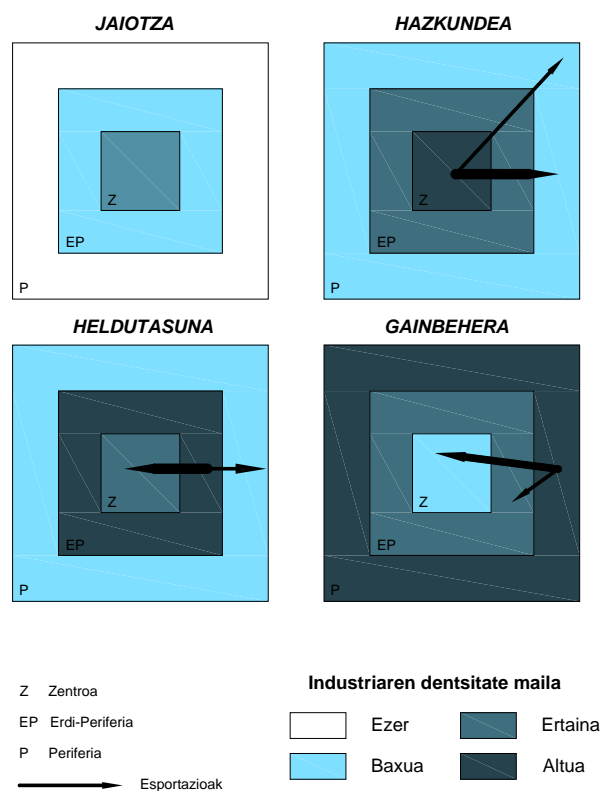 JAIOTZA
HAZKUNDEA
Z
EP
P
Z
EP
P
HELDUTASUNA
GAINBEHERA
Z
EP
P
Z
EP
P
Z Zentroa
EP Erdi-Periferia
P Periferia
Esportazioak
Industriaren dentsitate maila
Ezer
Ertaina
Baxua
Altua